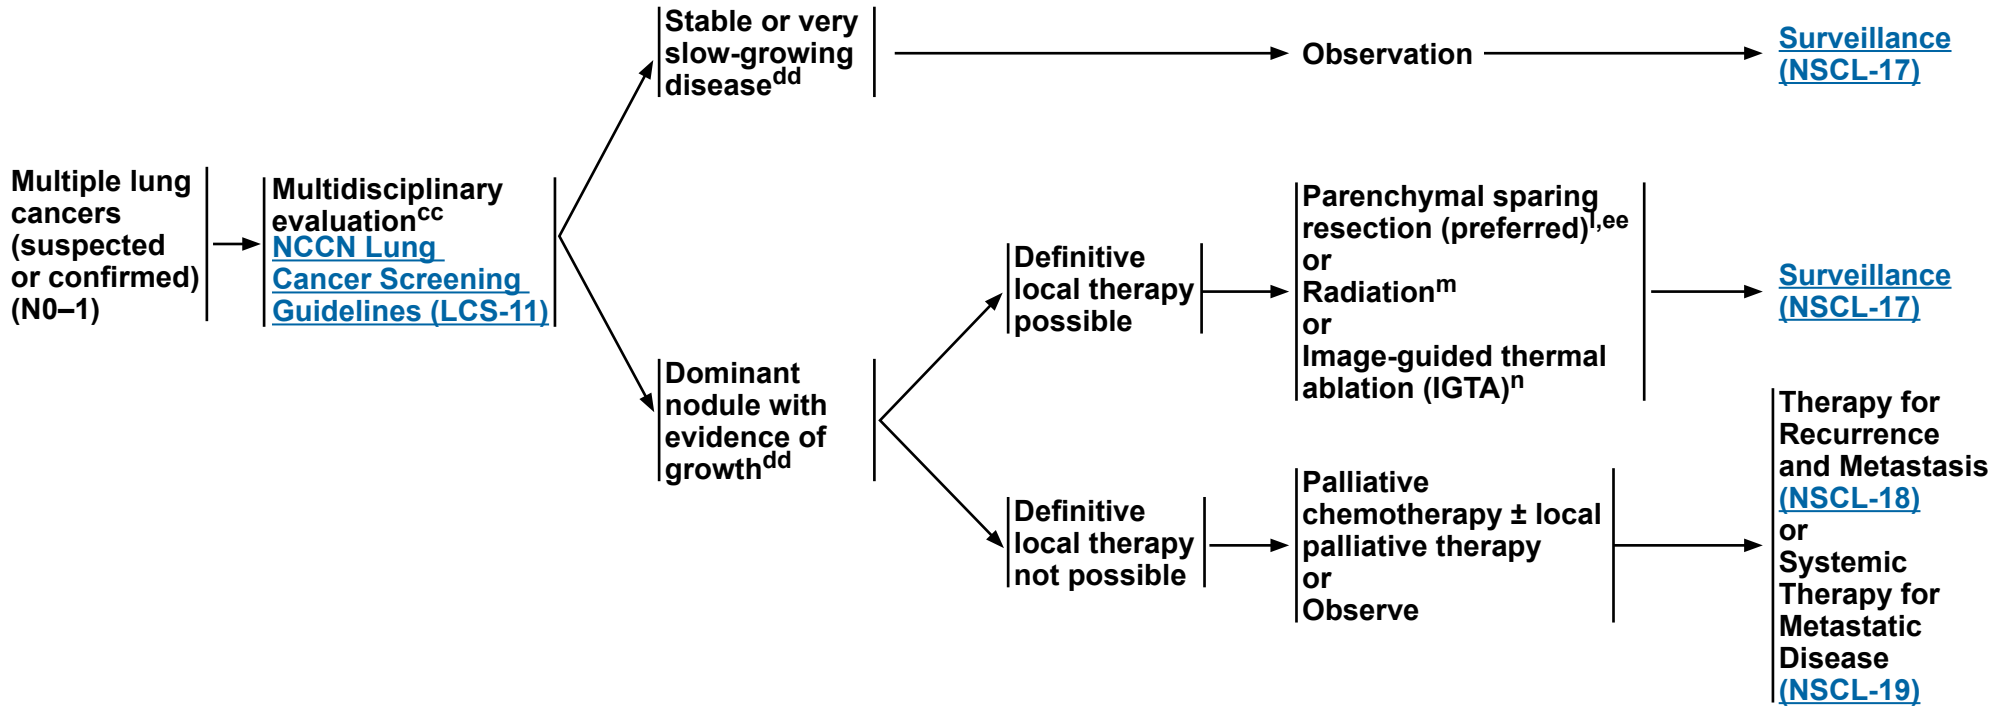 Multiple lung
cancers
(suspected
or confirmed)
(N0–1)
Multidisciplinary
evaluationcc
NCCN Lung
Cancer Screening
Guidelines (LCS-11)
Stable or very
slow-growing
diseasedd
Observation
Surveillance
(NSCL-17)
Dominant
nodule with
evidence of
growthdd
Definitive
local therapy
possible
Parenchymal sparing
resection (preferred)l,ee
or
Radiationm
or
Image-guided thermal
ablation (IGTA)n
Surveillance
(NSCL-17)
Definitive
local therapy
not possible
Palliative
chemotherapy ± local
palliative therapy
or
Observe
Therapy for
Recurrence
and Metastasis
(NSCL-18)
or
Systemic
Therapy for
Metastatic
Disease
(NSCL-19)